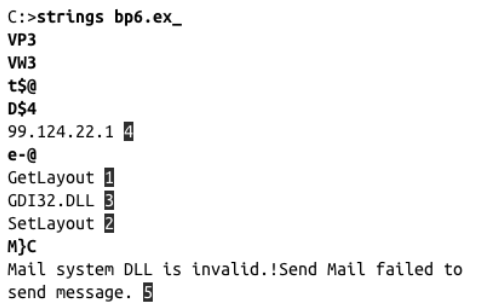 C:>strings bp6.ex_
VP3
VW3
t$@
D$4
99.124.22.1 4
e-@
GetLayout 1
GDI32.DLL 3
SetLayout 2
M}C
Mail system DLL is invalid.!Send Mail failed to
send message. 5